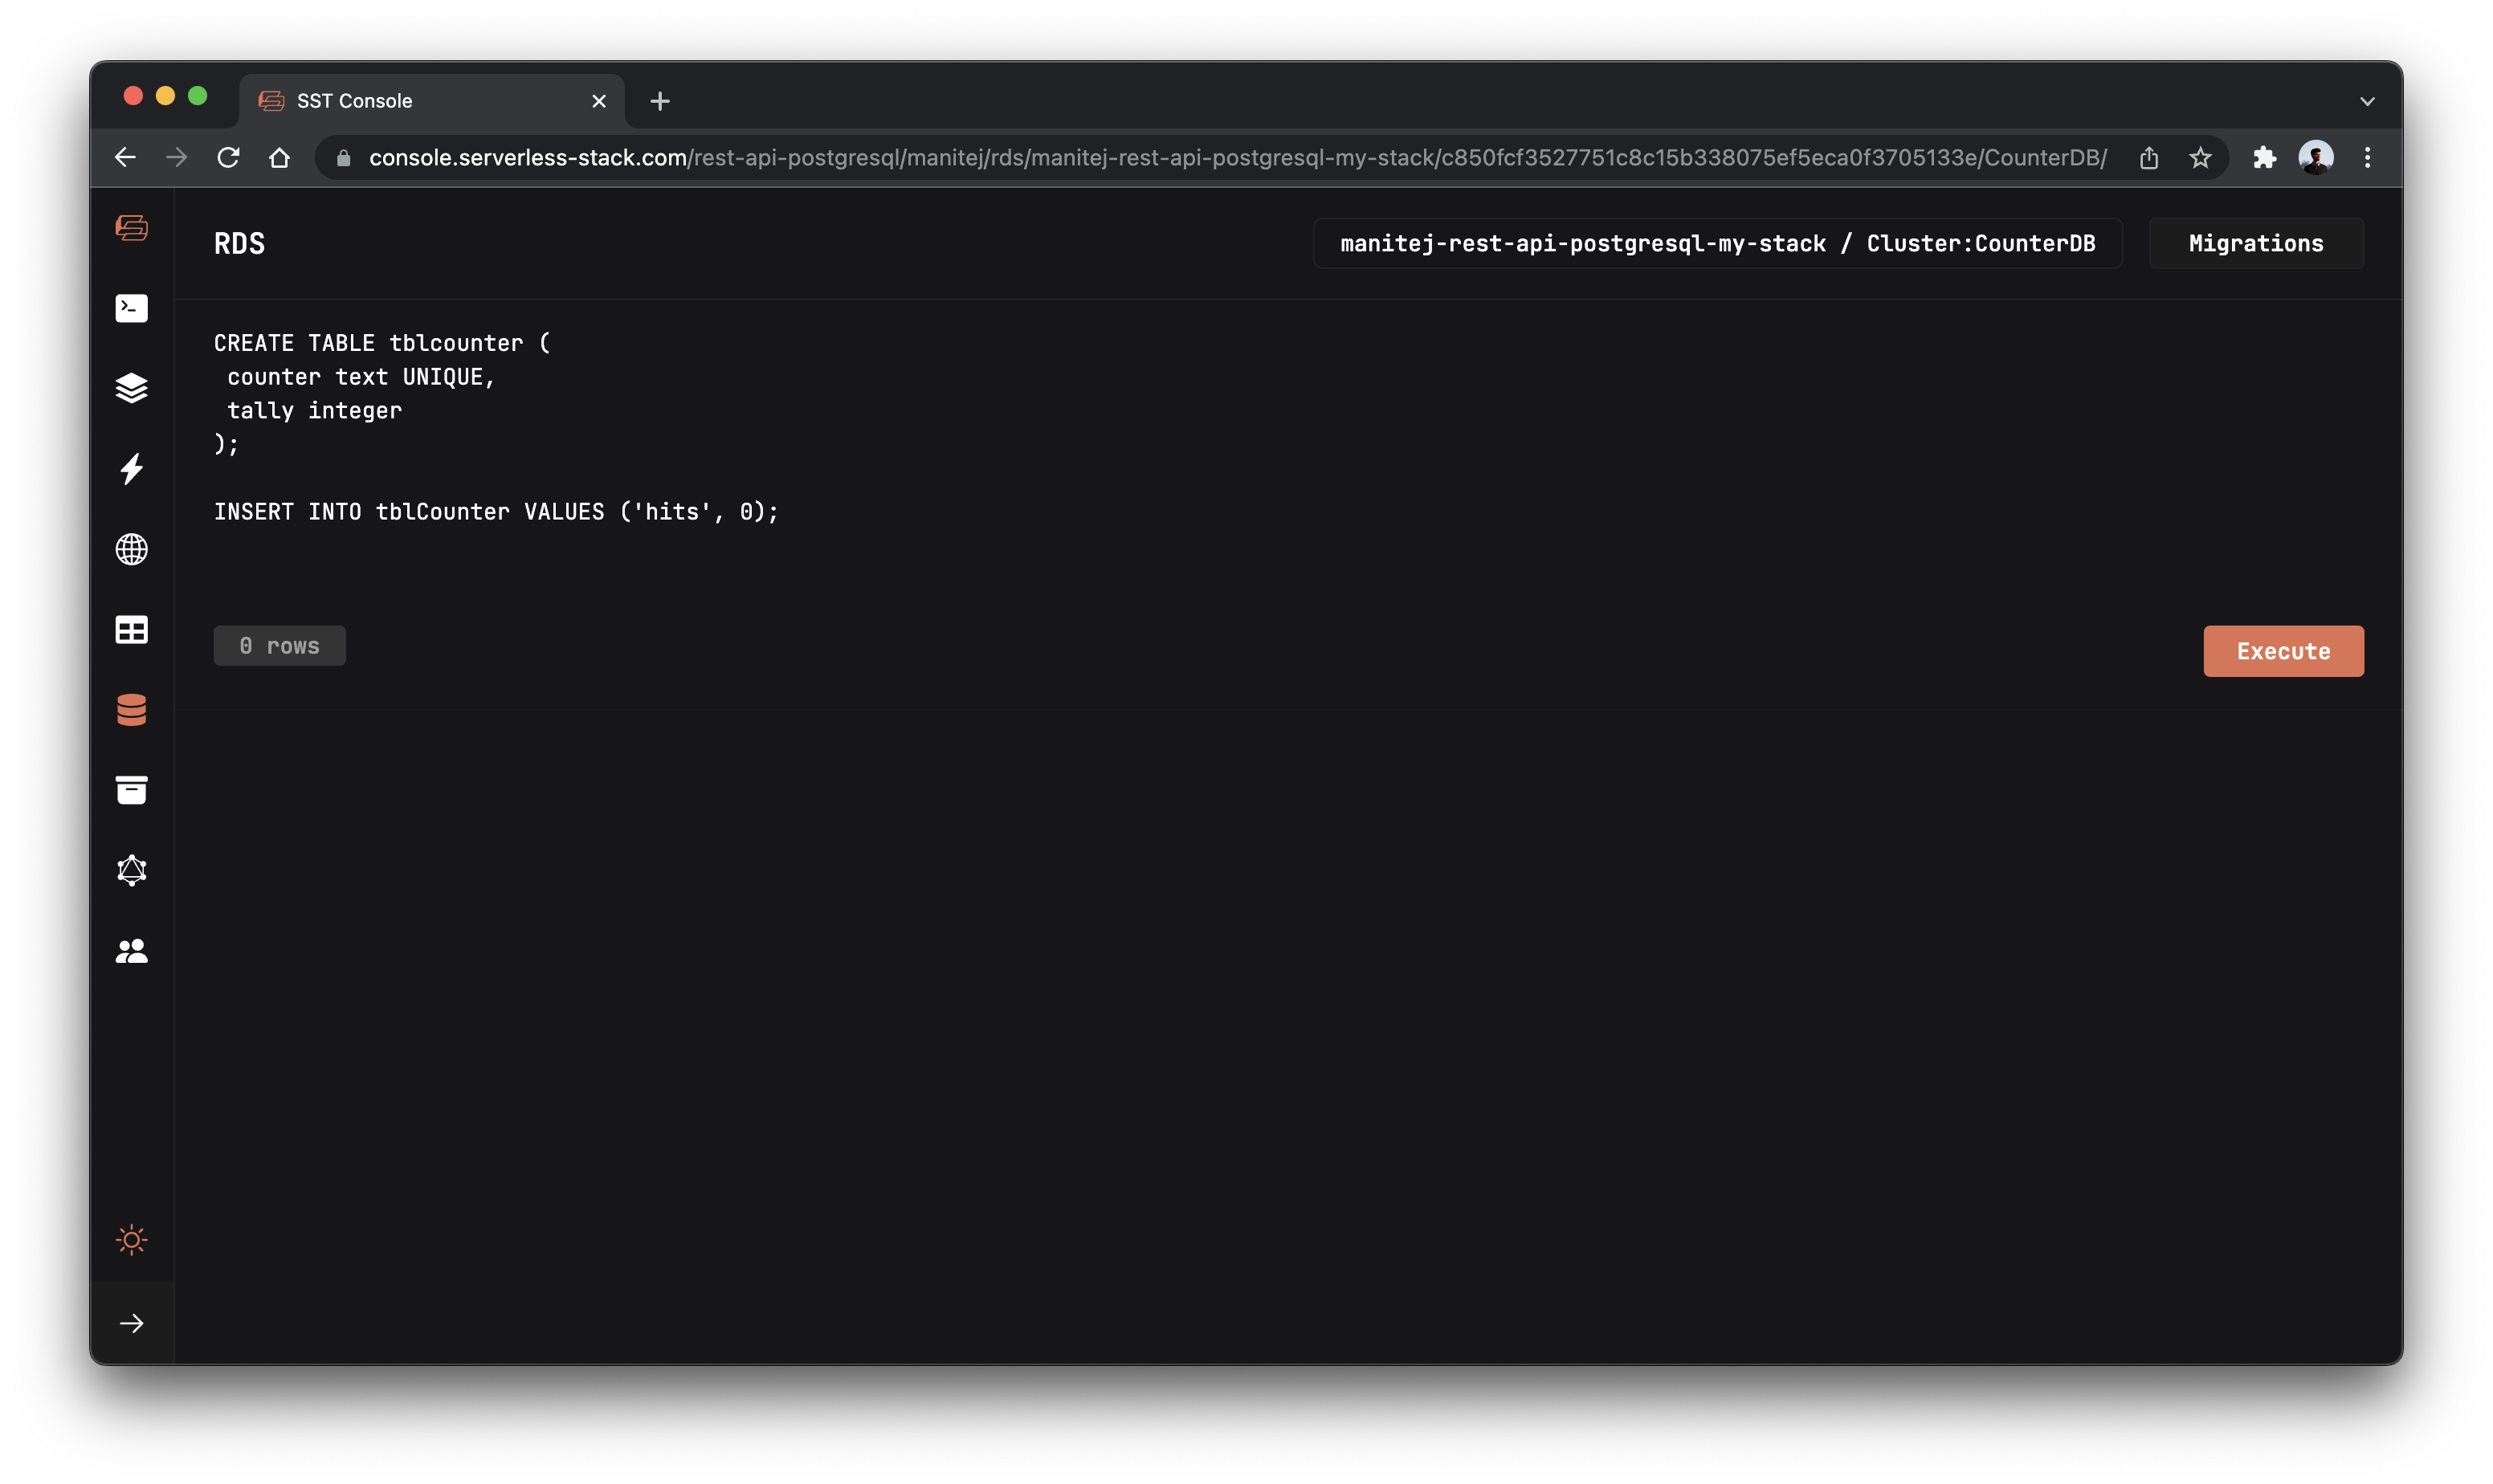 SST Console
console.serverless-stack.com/rest-api-postgresql/manitej/rds/manitej-rest-api-postgresql-my-stack/c850fcf3527751c8c15b338075ef5eca0f3705133e/CounterDB/
RDS
manitej-rest-api-postgresql-my-stack / Cluster:CounterDB
Migrations
CREATE TABLE tblcounter (
 counter text UNIQUE,
 tally integer
);
INSERT INTO tblCounter VALUES ('hits', 0);
0 rows
Execute